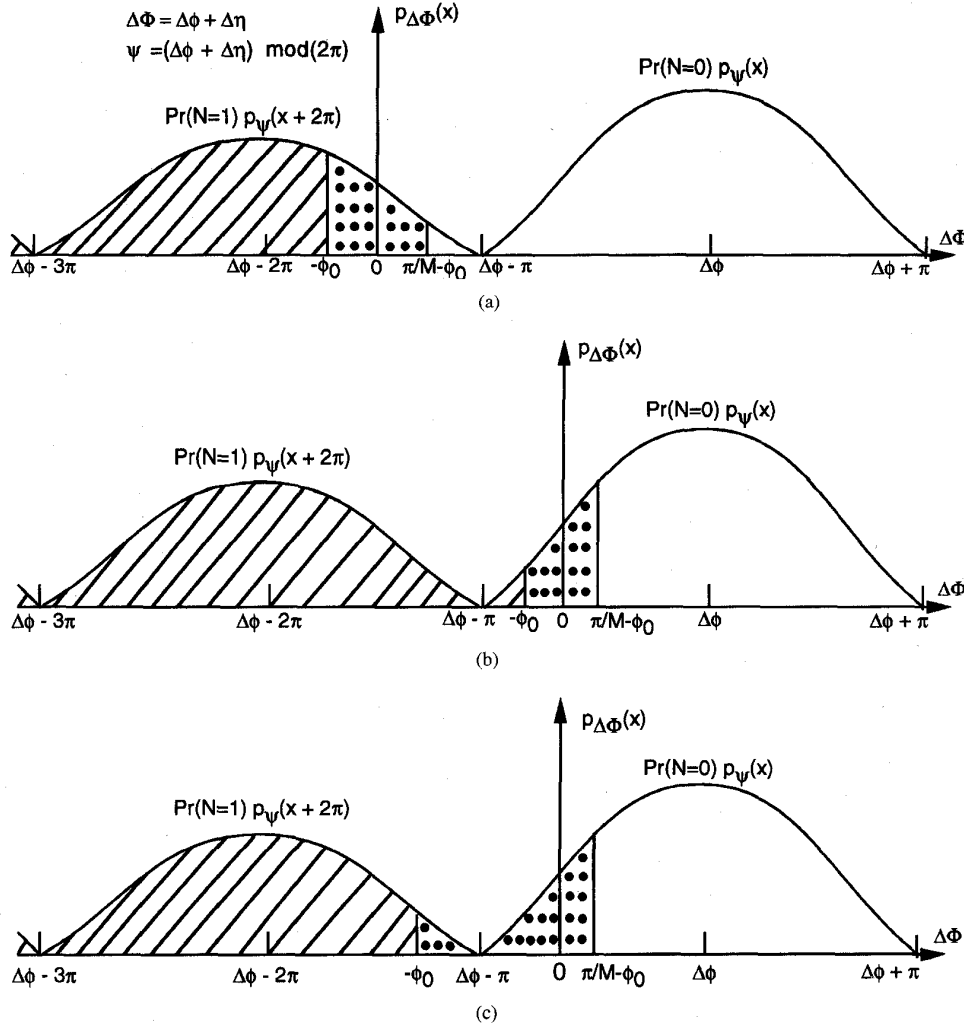 ΔΦ = Δϕ + Δη
ψ = (Δϕ + Δη) mod(2π)
p_ΔΦ(x)
Pr(N=0) p_ψ(x)
Pr(N=1) p_ψ(x + 2π)
Δϕ - 3π Δϕ - 2π -ϕ₀ 0 π/M-ϕ₀ Δϕ - π Δϕ Δϕ + π ΔΦ
(a)
p_ΔΦ(x)
Pr(N=0) p_ψ(x)
Pr(N=1) p_ψ(x + 2π)
Δϕ - 3π Δϕ - 2π Δϕ - π -ϕ₀ 0 π/M-ϕ₀ Δϕ Δϕ + π ΔΦ
(b)
p_ΔΦ(x)
Pr(N=0) p_ψ(x)
Pr(N=1) p_ψ(x + 2π)
Δϕ - 3π Δϕ - 2π -ϕ₀ Δϕ - π 0 π/M-ϕ₀ Δϕ Δϕ + π ΔΦ
(c)